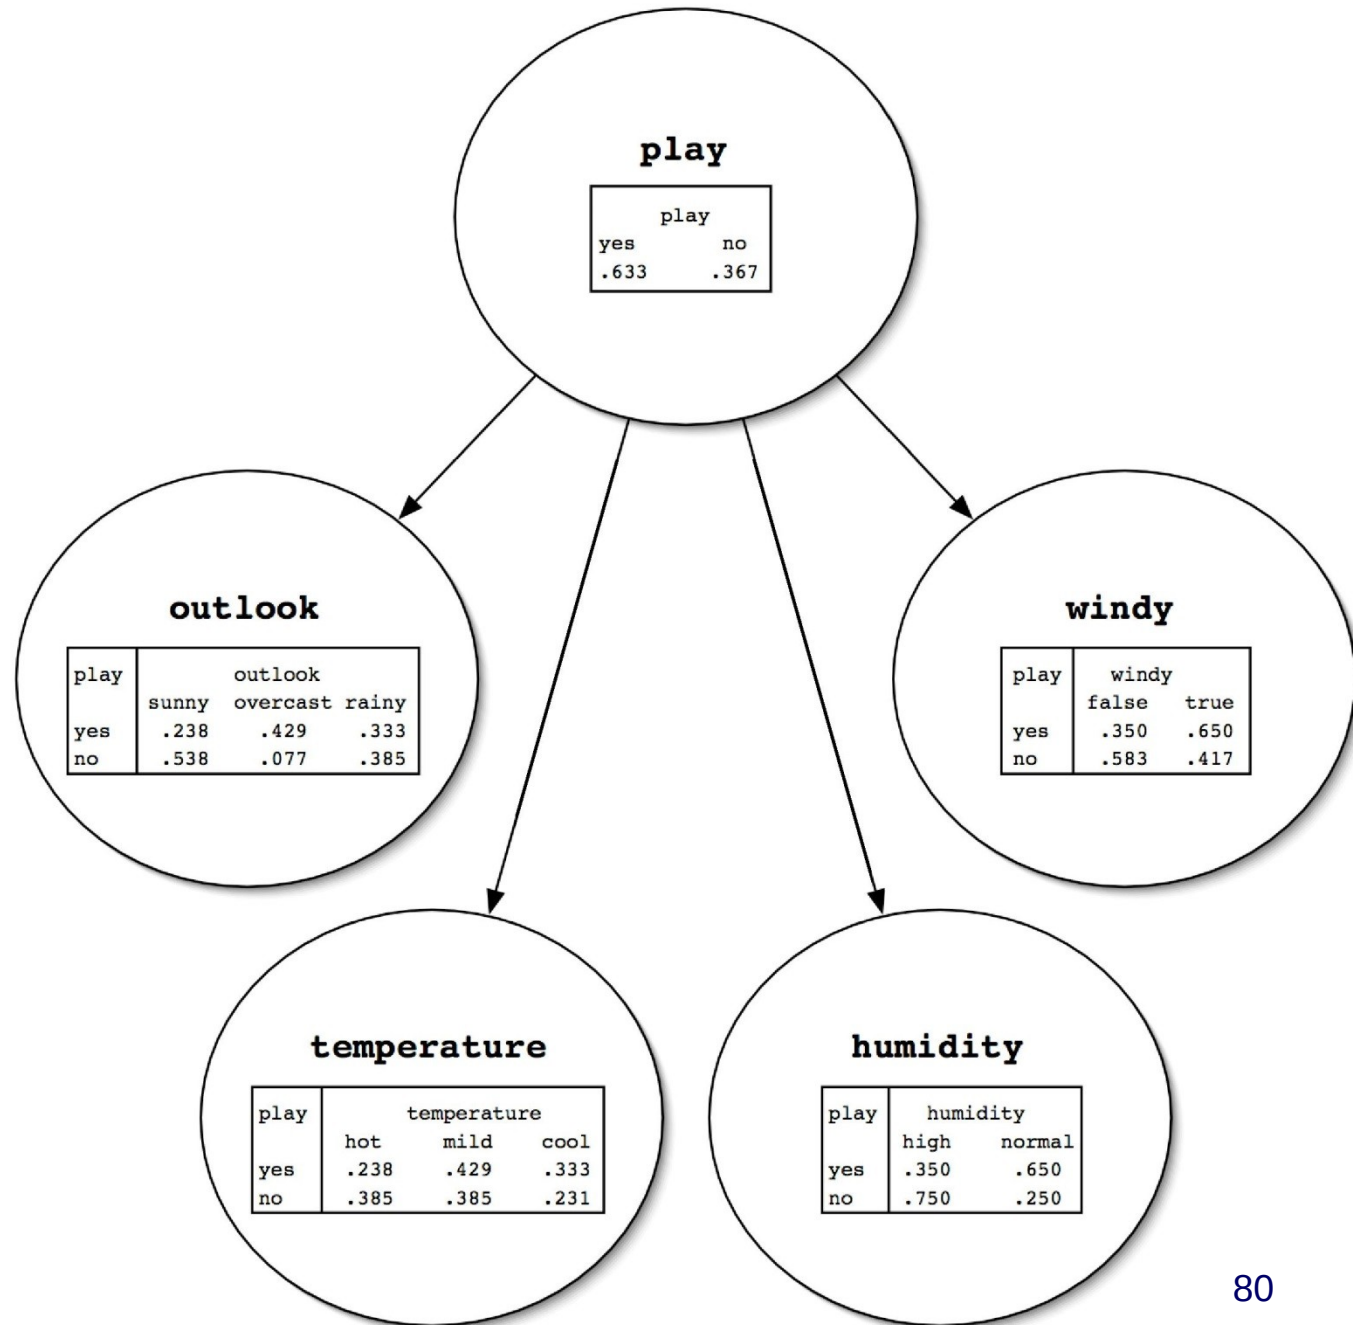 play
play
yes no
.633 .367
outlook
play outlook
sunny overcast rainy
yes .238 .429 .333
no .538 .077 .385
windy
play windy
false true
yes .350 .650
no .583 .417
temperature
play temperature
hot mild cool
yes .238 .429 .333
no .385 .385 .231
humidity
play humidity
high normal
yes .350 .650
no .750 .250
80